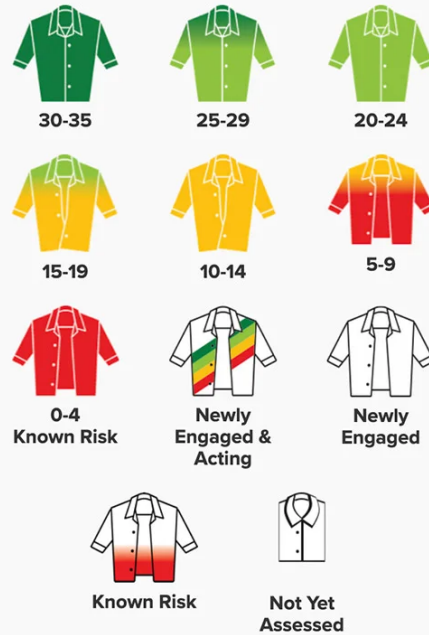 30-35
25-29
20-24
15-19
10-14
5-9
0-4
Known Risk
Newly
Engaged &
Acting
Newly
Engaged
Known Risk
Not Yet
Assessed